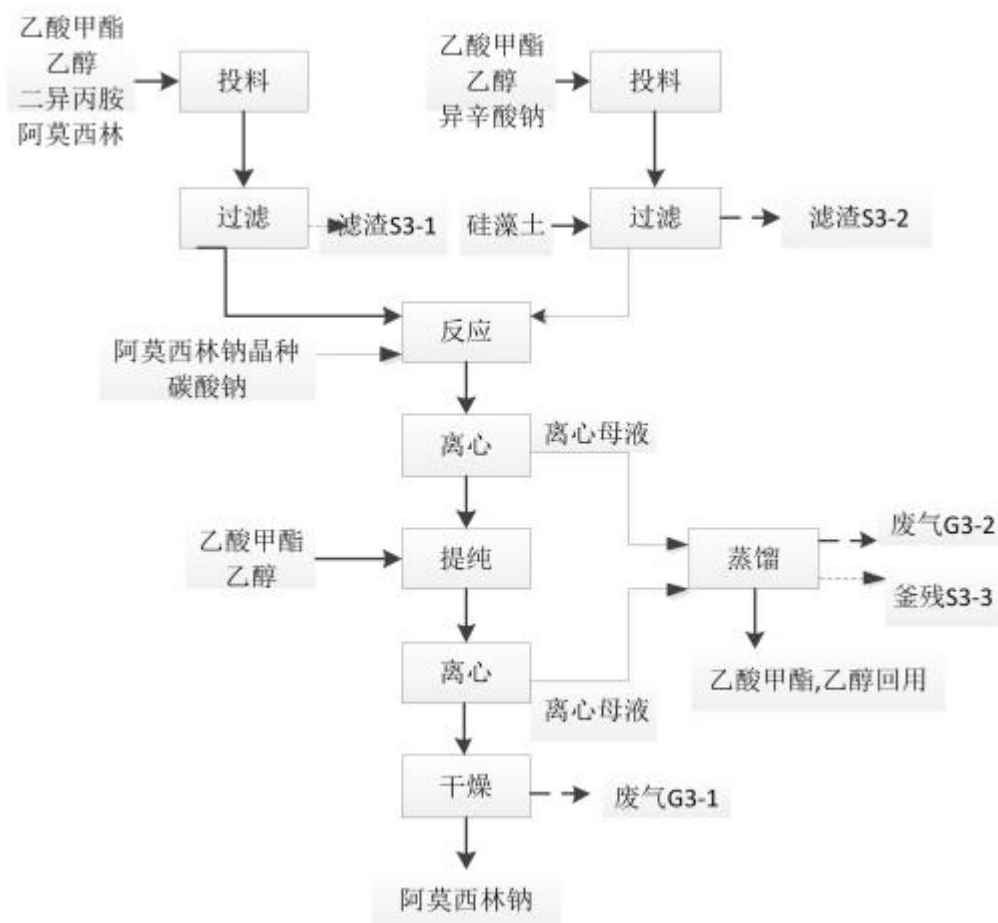 乙酸甲酯
乙醇
二异丙胺
阿莫西林
投料
乙酸甲酯
乙醇
异辛酸钠
投料
过滤
滤渣S3-1
硅藻土
过滤
滤渣S3-2
反应
阿莫西林钠晶种
碳酸钠
离心
离心母液
乙酸甲酯
乙醇
提纯
蒸馏
废气G3-2
釜残S3-3
离心
离心母液
乙酸甲酯,乙醇回用
干燥
废气G3-1
阿莫西林钠